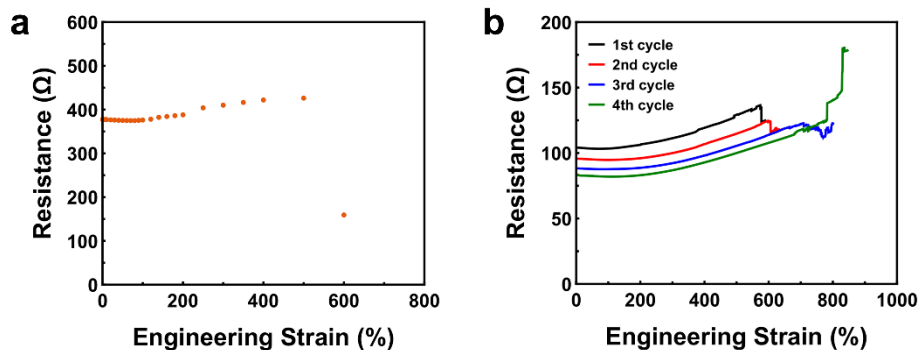 a
Resistance (Ω)
600
500
400
300
200
100
0
0 200 400 600 800
Engineering Strain (%)
b
Resistance (Ω)
200
150
100
50
0
1st cycle
2nd cycle
3rd cycle
4th cycle
0 200 400 600 800 1000
Engineering Strain (%)